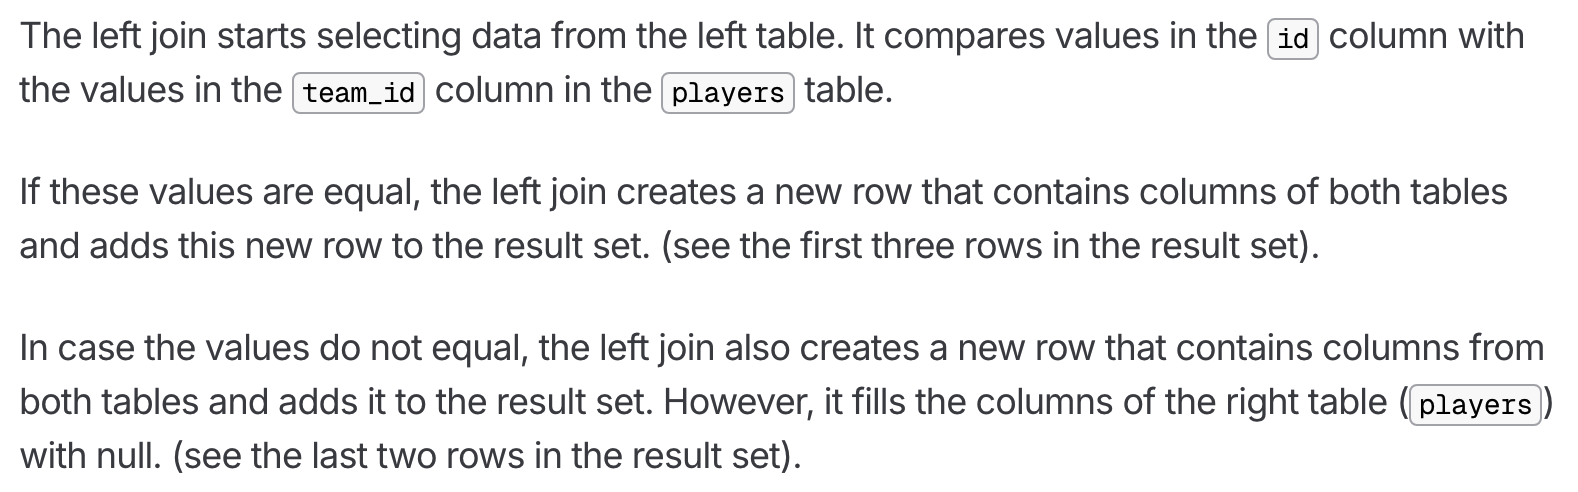 The left join starts selecting data from the left table. It compares values in the id column with
the values in the team_id column in the players table.
If these values are equal, the left join creates a new row that contains columns of both tables
and adds this new row to the result set. (see the first three rows in the result set).
In case the values do not equal, the left join also creates a new row that contains columns from
both tables and adds it to the result set. However, it fills the columns of the right table (players)
with null. (see the last two rows in the result set).